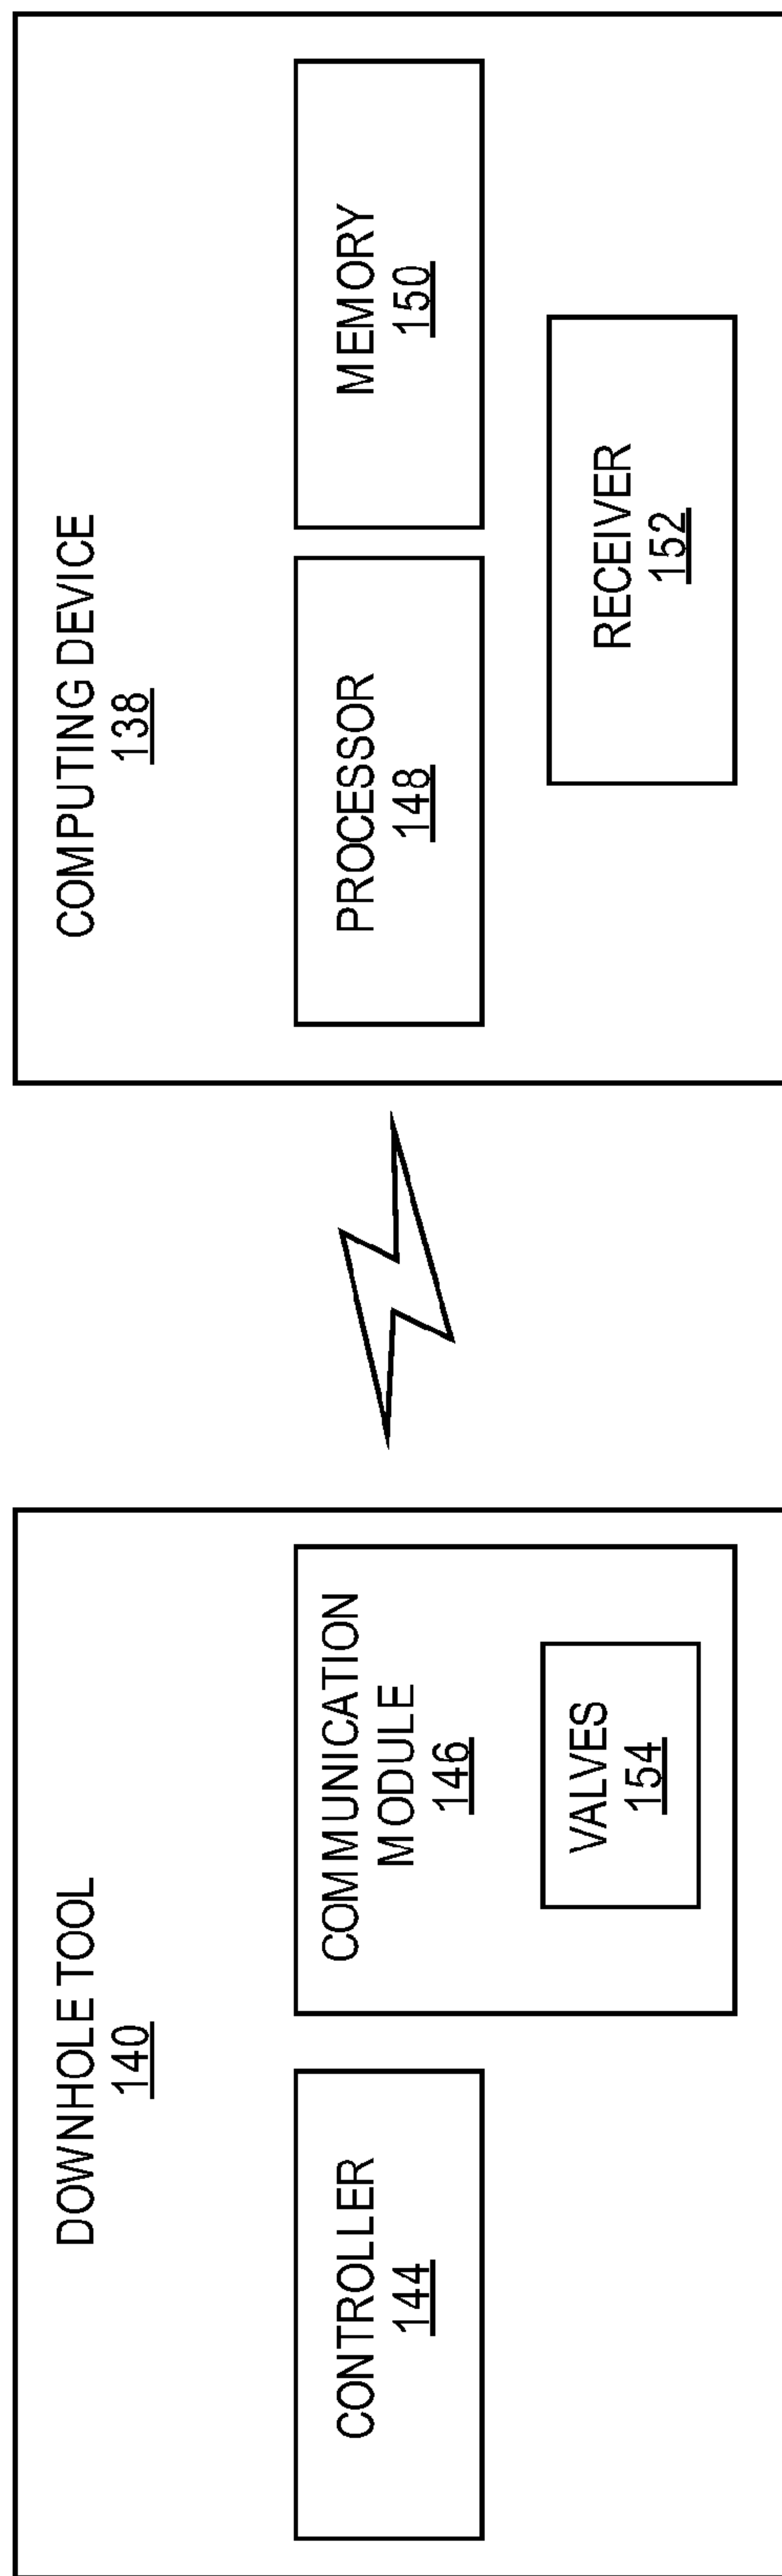 DOWNHOLE TOOL
140
CONTROLLER
144
COMMUNICATION
MODULE
146
VALVES
154
COMPUTING DEVICE
138
PROCESSOR
148
MEMORY
150
RECEIVER
152